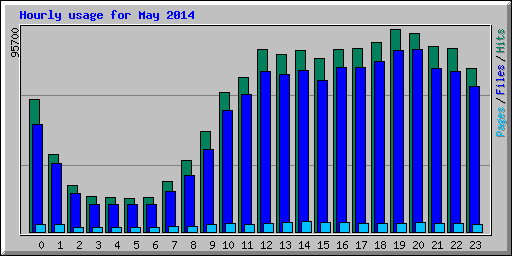 Hourly usage for May 2014
95700
Pages/Files/Hits
0 1 2 3 4 5 6 7 8 9 10 11 12 13 14 15 16 17 18 19 20 21 22 23